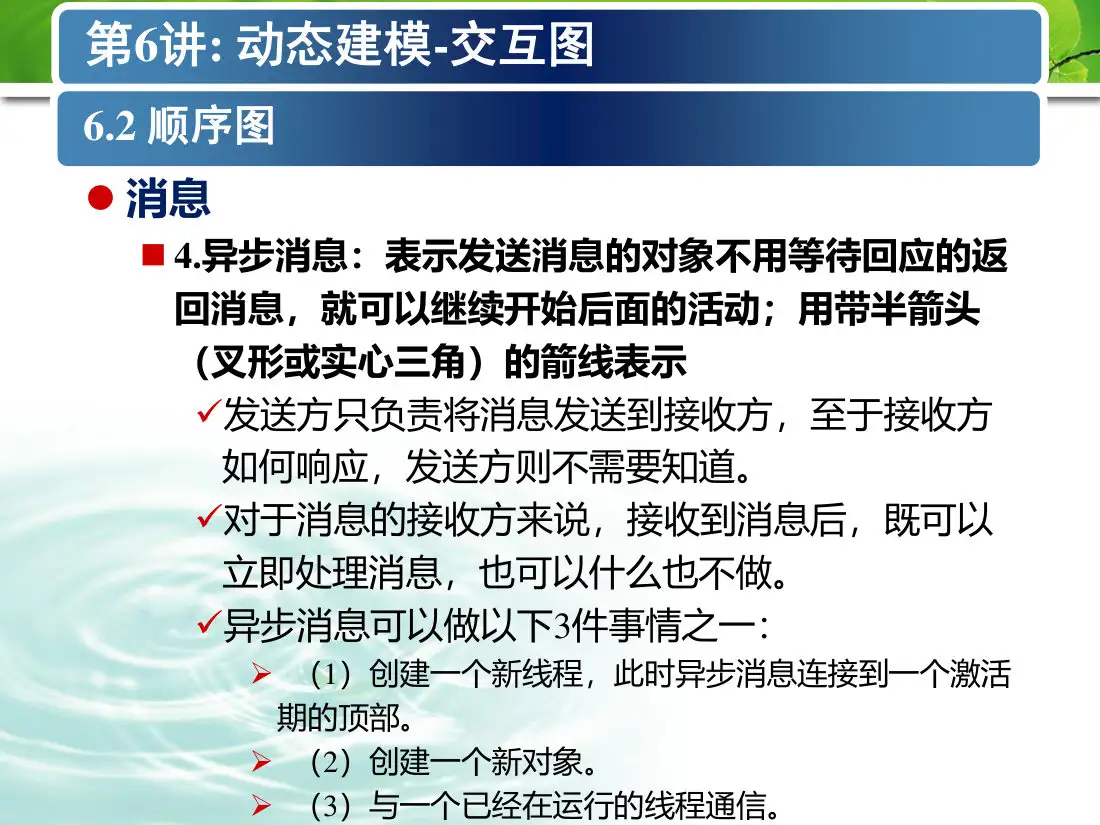 第6讲: 动态建模-交互图
6.2 顺序图
消息
4.异步消息：表示发送消息的对象不用等待回应的返
回消息，就可以继续开始后面的活动；用带半箭头
（叉形或实心三角）的箭线表示
发送方只负责将消息发送到接收方，至于接收方
如何响应，发送方则不需要知道。
对于消息的接收方来说，接收到消息后，既可以
立即处理消息，也可以什么也不做。
异步消息可以做以下3件事情之一：
（1）创建一个新线程，此时异步消息连接到一个激活
期的顶部。
（2）创建一个新对象。
（3）与一个已经在运行的线程通信。